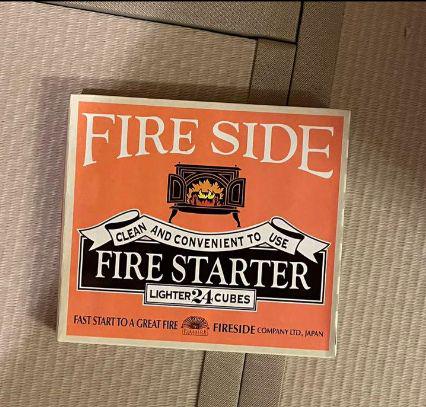 FIRE SIDE
CLEAN AND CONVENIENT TO USE
FIRE STARTER
LIGHTER 24 CUBES
FAST START TO A GREAT FIRE FIRESIDE COMPANY LTD., JAPAN